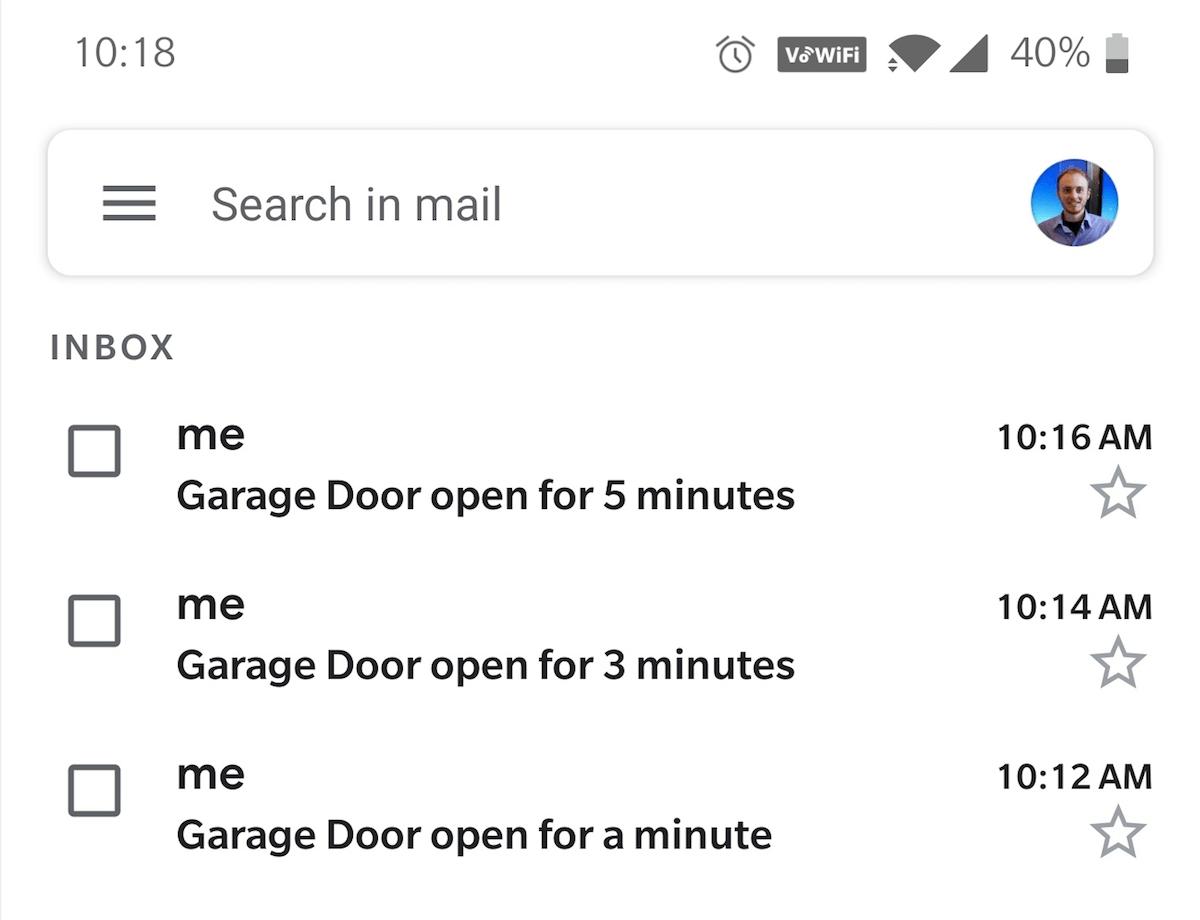 10:18 VoWiFi 40%
Search in mail
INBOX
me 10:16 AM
Garage Door open for 5 minutes
me 10:14 AM
Garage Door open for 3 minutes
me 10:12 AM
Garage Door open for a minute